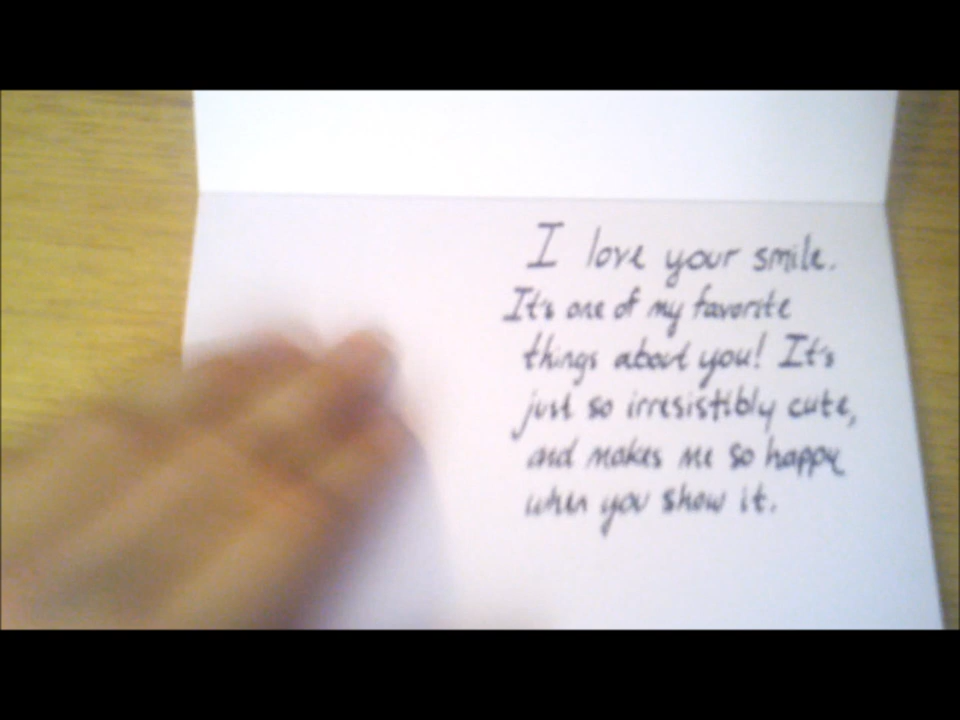 I love your smile.
It's one of my favorite
things about you! It's
just so irresistibly cute,
and makes me so happy
when you show it.